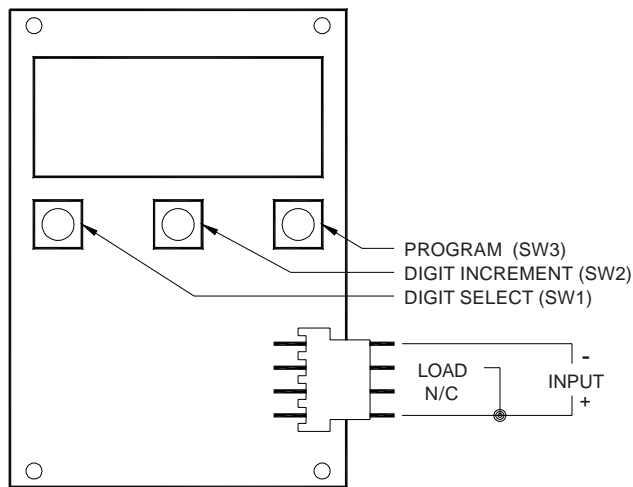 PROGRAM (SW3)
DIGIT INCREMENT (SW2)
DIGIT SELECT (SW1)
-
LOAD
INPUT
N/C
+